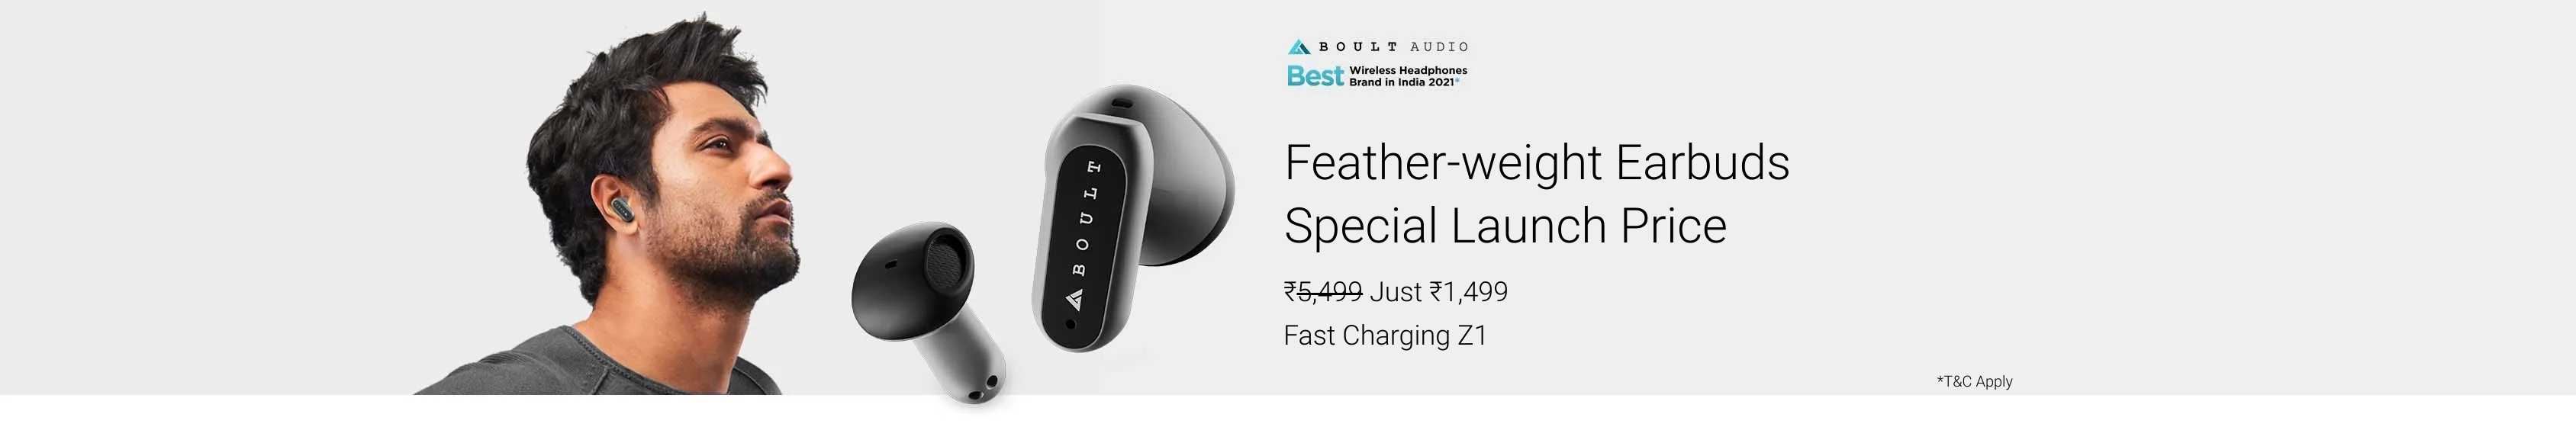 BOULT
BOULT AUDIO
Best Wireless Headphones
Brand in India 2021*
Feather-weight Earbuds
Special Launch Price
₹5,499 Just ₹1,499
Fast Charging Z1
*T&C Apply